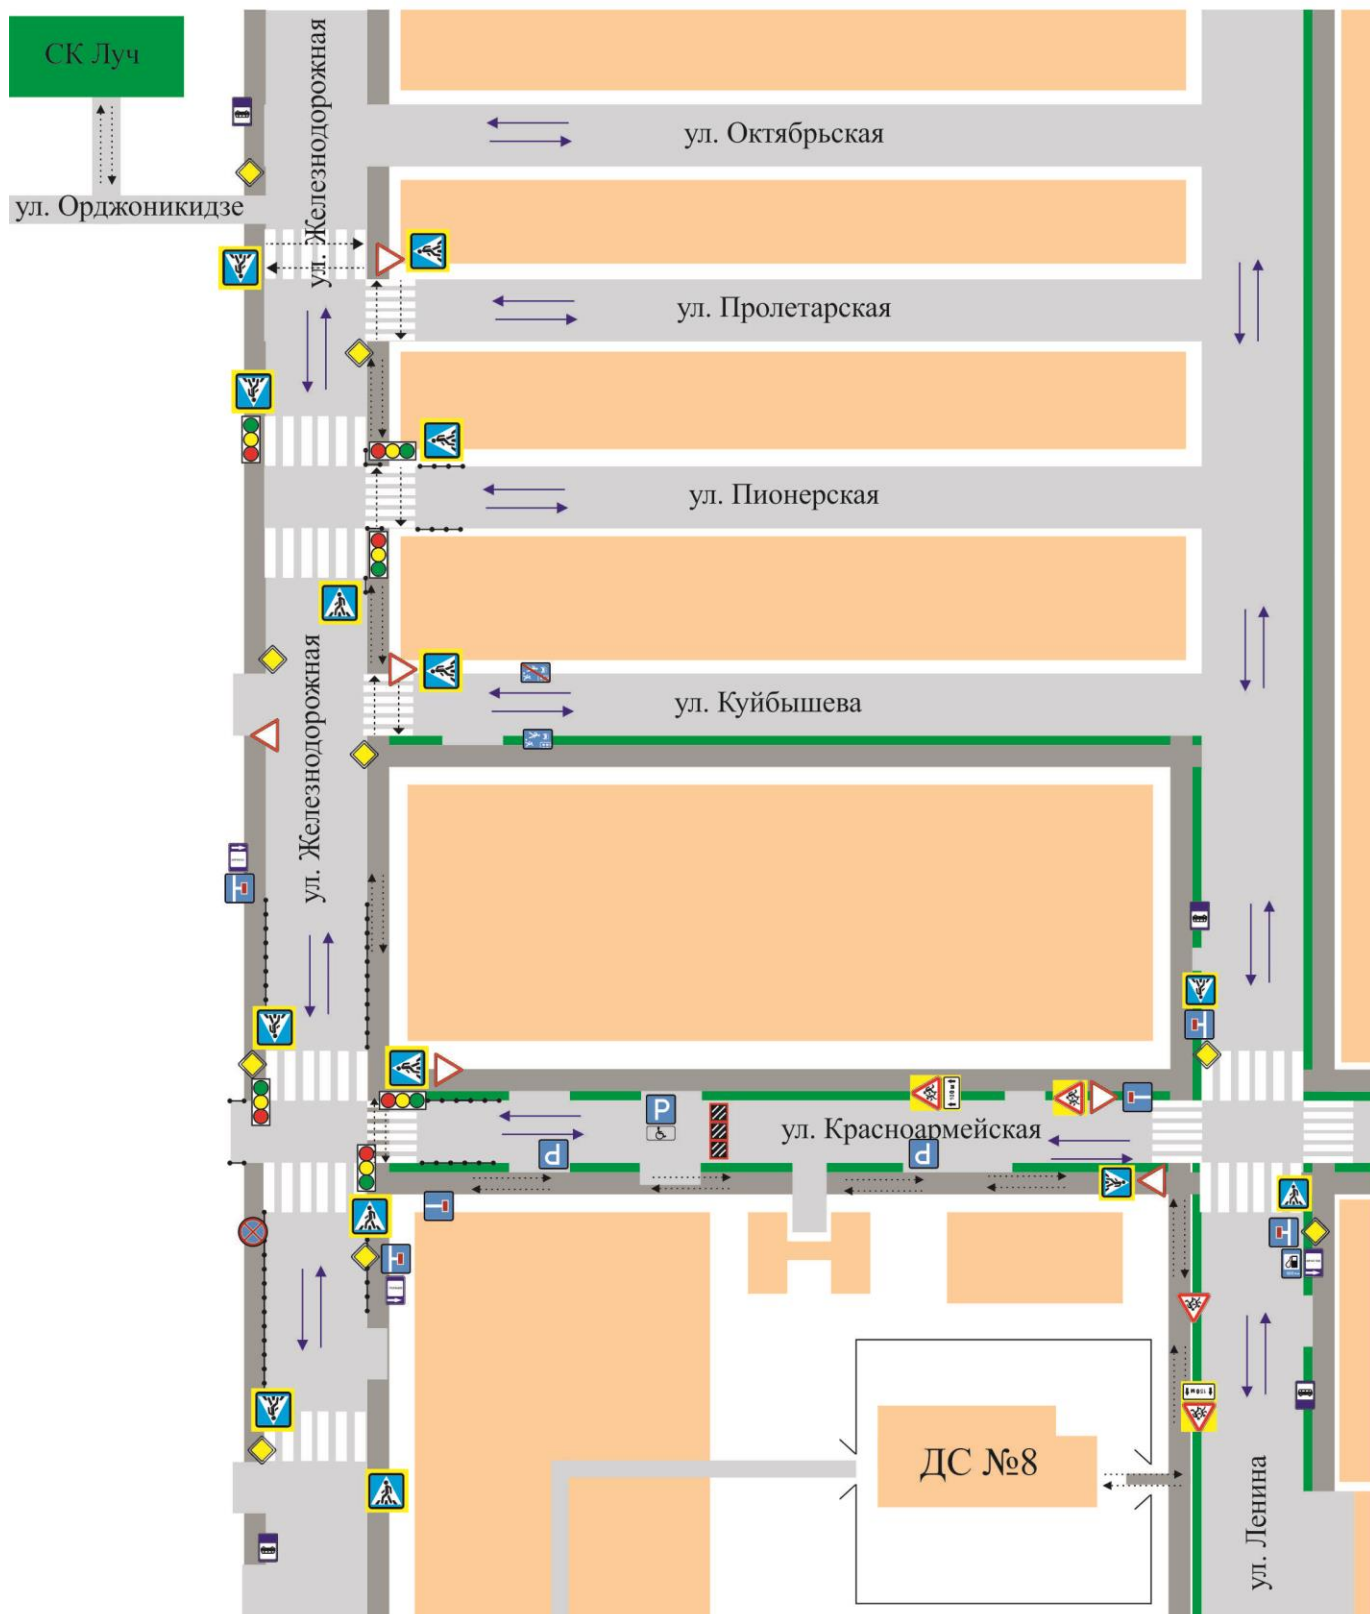 СК Луч
ул. Железнодорожная
ул. Октябрьская
ул. Орджоникидзе
ул. Пролетарская
ул. Пионерская
ул. Куйбышева
ул. Железнодорожная
P
ул. Красноармейская
P
P
ДС №8
ул. Ленина